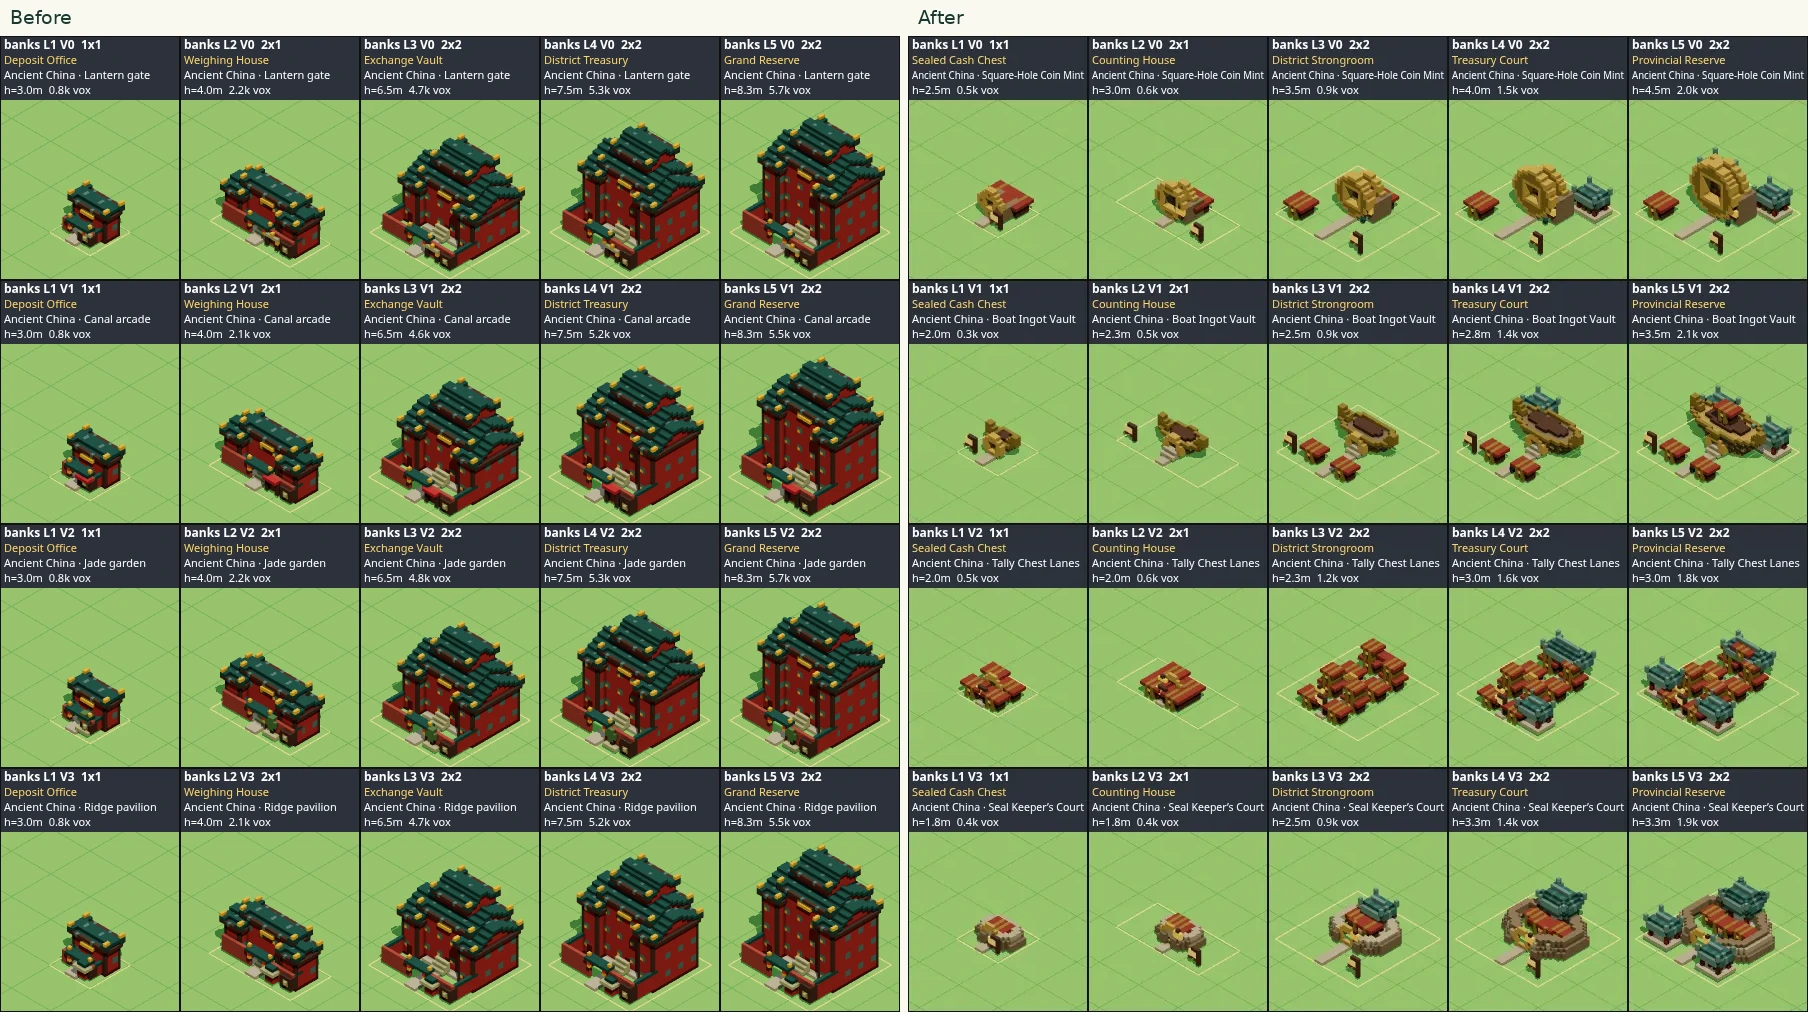 Before
After
banks L1 V0 1x1
Deposit Office
Ancient China · Lantern gate
h=3.0m 0.8k vox
banks L2 V0 2x1
Weighing House
Ancient China · Lantern gate
h=4.0m 2.2k vox
banks L3 V0 2x2
Exchange Vault
Ancient China · Lantern gate
h=6.5m 4.7k vox
banks L4 V0 2x2
District Treasury
Ancient China · Lantern gate
h=7.5m 5.3k vox
banks L5 V0 2x2
Grand Reserve
Ancient China · Lantern gate
h=8.3m 5.7k vox
banks L1 V0 1x1
Sealed Cash Chest
Ancient China · Square-Hole Coin Mint
h=2.5m 0.5k vox
banks L2 V0 2x1
Counting House
Ancient China · Square-Hole Coin Mint
h=3.0m 0.6k vox
banks L3 V0 2x2
District Strongroom
Ancient China · Square-Hole Coin Mint
h=3.5m 0.9k vox
banks L4 V0 2x2
Treasury Court
Ancient China · Square-Hole Coin Mint
h=4.0m 1.5k vox
banks L5 V0 2x2
Provincial Reserve
Ancient China · Square-Hole Coin Mint
h=4.5m 2.0k vox
banks L1 V1 1x1
Deposit Office
Ancient China · Canal arcade
h=3.0m 0.8k vox
banks L2 V1 2x1
Weighing House
Ancient China · Canal arcade
h=4.0m 2.1k vox
banks L3 V1 2x2
Exchange Vault
Ancient China · Canal arcade
h=6.5m 4.6k vox
banks L4 V1 2x2
District Treasury
Ancient China · Canal arcade
h=7.5m 5.2k vox
banks L5 V1 2x2
Grand Reserve
Ancient China · Canal arcade
h=8.3m 5.5k vox
banks L1 V1 1x1
Sealed Cash Chest
Ancient China · Boat Ingot Vault
h=2.0m 0.3k vox
banks L2 V1 2x1
Counting House
Ancient China · Boat Ingot Vault
h=2.3m 0.5k vox
banks L3 V1 2x2
District Strongroom
Ancient China · Boat Ingot Vault
h=2.5m 0.9k vox
banks L4 V1 2x2
Treasury Court
Ancient China · Boat Ingot Vault
h=2.8m 1.4k vox
banks L5 V1 2x2
Provincial Reserve
Ancient China · Boat Ingot Vault
h=3.5m 2.1k vox
banks L1 V2 1x1
Deposit Office
Ancient China · Jade garden
h=3.0m 0.8k vox
banks L2 V2 2x1
Weighing House
Ancient China · Jade garden
h=4.0m 2.2k vox
banks L3 V2 2x2
Exchange Vault
Ancient China · Jade garden
h=6.5m 4.8k vox
banks L4 V2 2x2
District Treasury
Ancient China · Jade garden
h=7.5m 5.3k vox
banks L5 V2 2x2
Grand Reserve
Ancient China · Jade garden
h=8.3m 5.7k vox
banks L1 V2 1x1
Sealed Cash Chest
Ancient China · Tally Chest Lanes
h=2.0m 0.5k vox
banks L2 V2 2x1
Counting House
Ancient China · Tally Chest Lanes
h=2.0m 0.6k vox
banks L3 V2 2x2
District Strongroom
Ancient China · Tally Chest Lanes
h=2.3m 1.2k vox
banks L4 V2 2x2
Treasury Court
Ancient China · Tally Chest Lanes
h=3.0m 1.6k vox
banks L5 V2 2x2
Provincial Reserve
Ancient China · Tally Chest Lanes
h=3.0m 1.8k vox
banks L1 V3 1x1
Deposit Office
Ancient China · Ridge pavilion
h=3.0m 0.8k vox
banks L2 V3 2x1
Weighing House
Ancient China · Ridge pavilion
h=4.0m 2.1k vox
banks L3 V3 2x2
Exchange Vault
Ancient China · Ridge pavilion
h=6.5m 4.7k vox
banks L4 V3 2x2
District Treasury
Ancient China · Ridge pavilion
h=7.5m 5.2k vox
banks L5 V3 2x2
Grand Reserve
Ancient China · Ridge pavilion
h=8.3m 5.5k vox
banks L1 V3 1x1
Sealed Cash Chest
Ancient China · Seal Keeper's Court
h=1.8m 0.4k vox
banks L2 V3 2x1
Counting House
Ancient China · Seal Keeper's Court
h=1.8m 0.4k vox
banks L3 V3 2x2
District Strongroom
Ancient China · Seal Keeper's Court
h=2.5m 0.9k vox
banks L4 V3 2x2
Treasury Court
Ancient China · Seal Keeper's Court
h=3.3m 1.4k vox
banks L5 V3 2x2
Provincial Reserve
Ancient China · Seal Keeper's Court
h=3.3m 1.9k vox